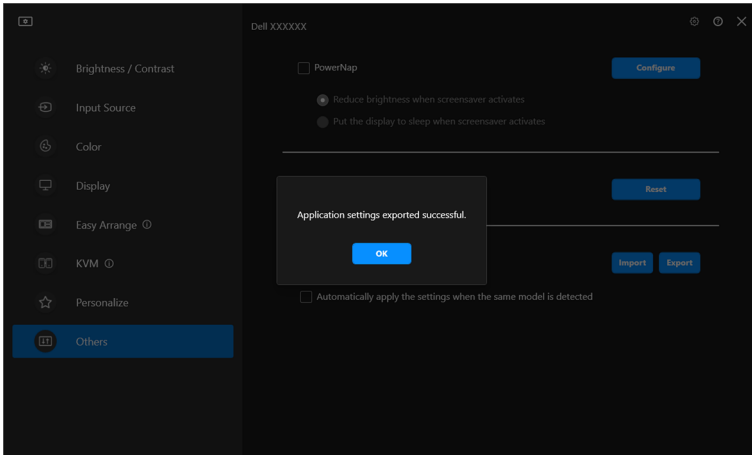 Dell XXXXXX
Brightness / Contrast
Input Source
Color
Display
Easy Arrange
KVM
Personalize
Others
PowerNap
Configure
Reduce brightness when screensaver activates
Put the display to sleep when screensaver activates
Reset
Application settings exported successful.
OK
Import Export
Automatically apply the settings when the same model is detected